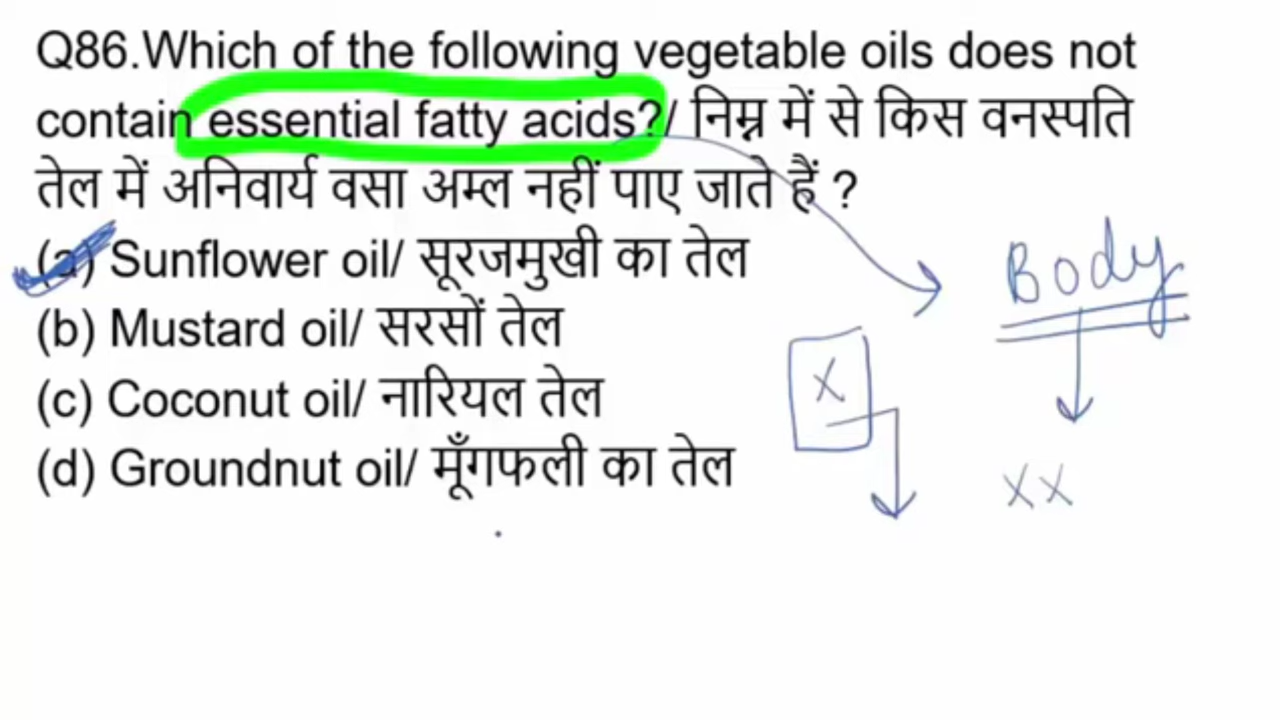 Q86.Which of the following vegetable oils does not
contain essential fatty acids?/ निम्न में से किस वनस्पति
तेल में अनिवार्य वसा अम्ल नहीं पाए जाते हैं ?
(a) Sunflower oil/ सूरजमुखी का तेल
(b) Mustard oil/ सरसों तेल
(c) Coconut oil/ नारियल तेल
(d) Groundnut oil/ मूँगफली का तेल
Body
X
XX